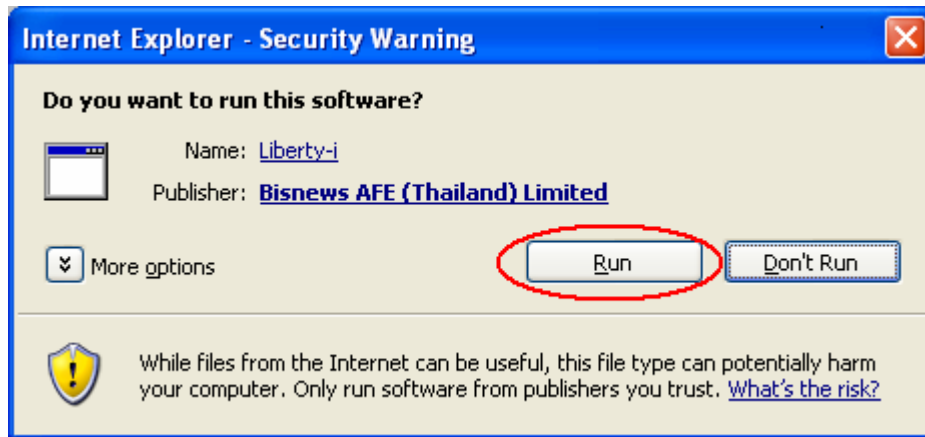 Internet Explorer - Security Warning
Do you want to run this software?
Name: Liberty-i
Publisher: Bisnews AFE (Thailand) Limited
More options
Run
Don't Run
While files from the Internet can be useful, this file type can potentially harm
your computer. Only run software from publishers you trust. What's the risk?